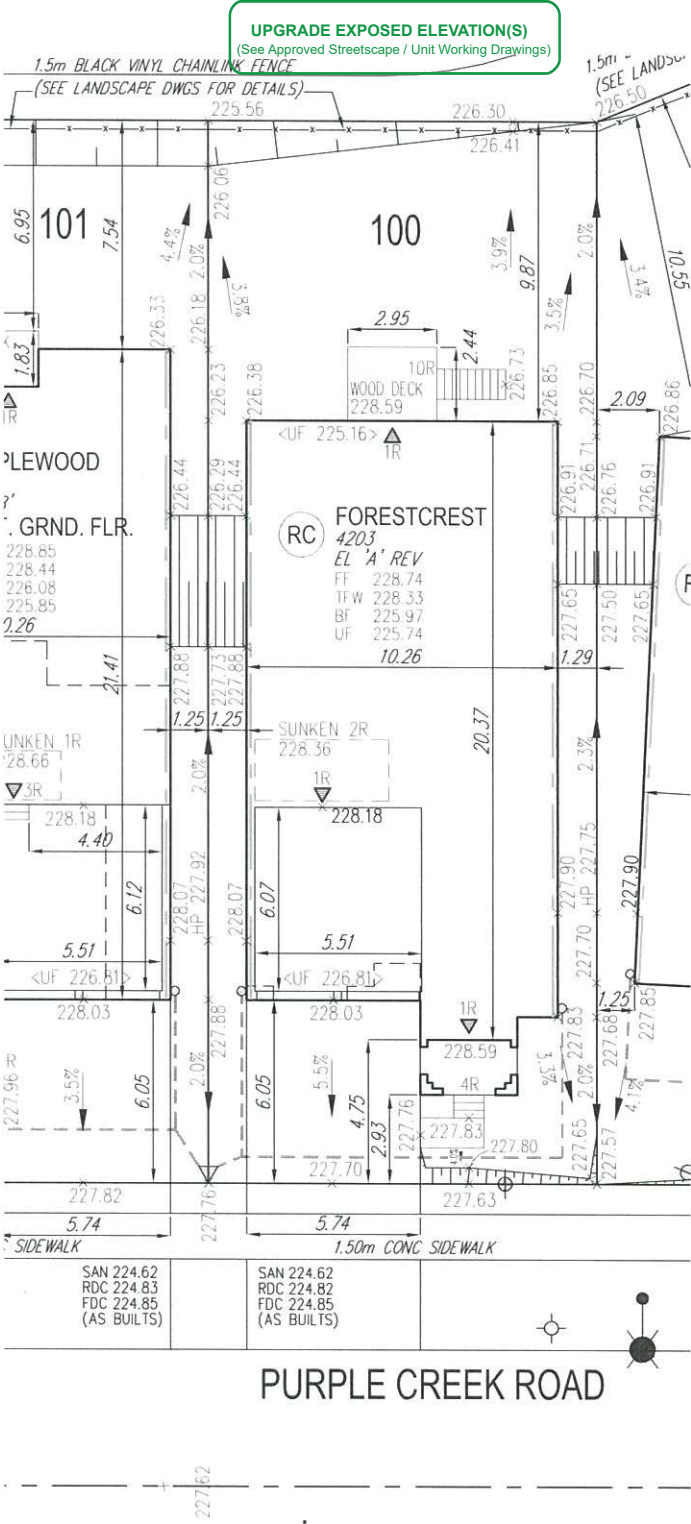 UPGRADE EXPOSED ELEVATION(S)
(See Approved Streetscape / Unit Working Drawings)
1.5m BLACK VINYL CHAINLINK FENCE
(SEE LANDSCAPE DWGS FOR DETAILS)
1.5m
(SEE LANDSC
225.56
226.30
226.50
226.41
6.95
101
7.54
4.4%
2.0%
226.06
3.8%
100
3.9%
9.87
3.5%
2.0%
3.4%
10.55
226.33
226.18
1.83
1R
226.23
226.38
2.95
2.44
10R
WOOD DECK
228.59
226.73
226.85
226.70
2.09
226.86
<UF 225.16>
1R
226.71
PLEWOOD
226.44
226.29
226.44
226.91
226.76
226.91
. GRND. FLR.
228.85
228.44
226.08
225.85
0.26
RC
FORESTCREST
4203
EL 'A' REV
FF 228.74
TFW 228.33
BF 225.97
UF 225.74
21.41
227.88
227.73
227.88
10.26
227.65
227.50
227.65
1.29
1.25
1.25
UNKEN 1R
228.66
3R
SUNKEN 2R
228.36
1R
20.37
2.0%
2.3%
228.18
4.40
228.18
6.12
6.07
228.07
HP 227.92
228.07
227.90
HP 227.75
227.90
5.51
5.51
<UF 226.81>
<UF 226.81>
228.03
228.03
227.88
227.70
1R
228.59
4R
1.25
227.83
227.68
227.85
R
227.96
3.5%
6.05
2.0%
6.05
5.5%
4.75
2.93
227.76
227.83
3.3%
2.0%
4.1%
227.80
227.65
227.57
227.82
227.76
227.70
227.63
5.74
5.74
SIDEWALK
1.50m CONC SIDEWALK
SAN 224.62
RDC 224.83
FDC 224.85
(AS BUILTS)
SAN 224.62
RDC 224.82
FDC 224.85
(AS BUILTS)
PURPLE CREEK ROAD
227.62